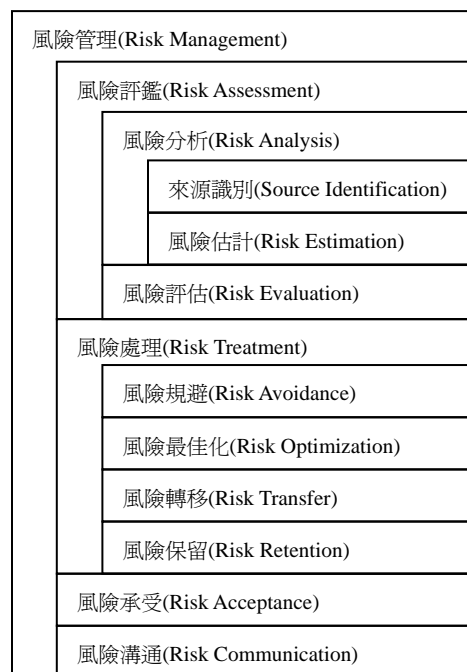 風險管理(Risk Management)
風險評鑑(Risk Assessment)
風險分析(Risk Analysis)
來源識別(Source Identification)
風險估計(Risk Estimation)
風險評估(Risk Evaluation)
風險處理(Risk Treatment)
風險規避(Risk Avoidance)
風險最佳化(Risk Optimization)
風險轉移(Risk Transfer)
風險保留(Risk Retention)
風險承受(Risk Acceptance)
風險溝通(Risk Communication)